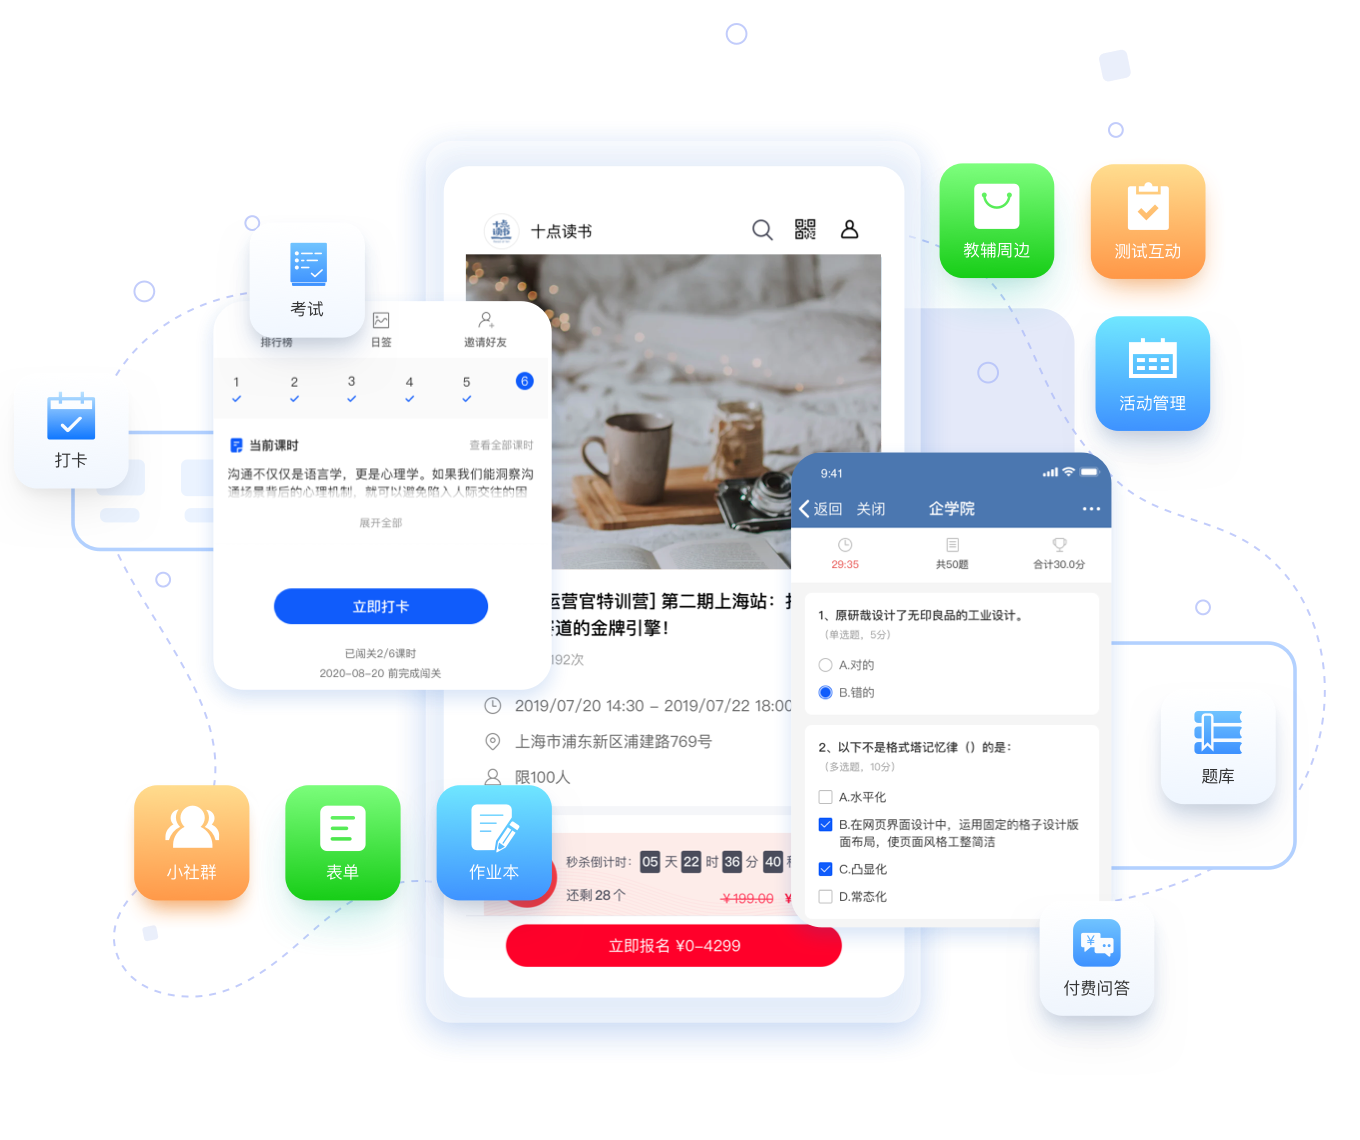 十点读书
教辅周边
测试互动
考试
排行榜
日签
邀请好友
1 2 3 4 5 6
活动管理
打卡
当前课时
查看全部课时
沟通不仅仅是语言学，更是心理学。如果我们能洞察沟
通场景背后的心理机制，就可以避免陷入人际交往的困
展开全部
立即打卡
已闯关2/6课时
2020-08-20 前完成闯关
运营官特训营] 第二期上海站：
赛道的金牌引擎！
192次
2019/07/20 14:30 - 2019/07/22 18:00
上海市浦东新区浦建路769号
限100人
9:41
返回 关闭 企学院
29:35
共50题
合计30.0分
1、原研哉设计了无印良品的工业设计。
（单选题，5分）
A.对的
B.错的
2、以下不是格式塔记忆律（）的是：
（多选题，10分）
A.水平化
B.在网页界面设计中，运用固定的格子设计版
面布局，使页面风格工整简洁
C.凸显化
D.常态化
题库
小社群
表单
作业本
秒杀倒计时： 05 天 22 时 36 分 40
还剩 28 个
¥199.00 ¥
立即报名 ¥0-4299
付费问答